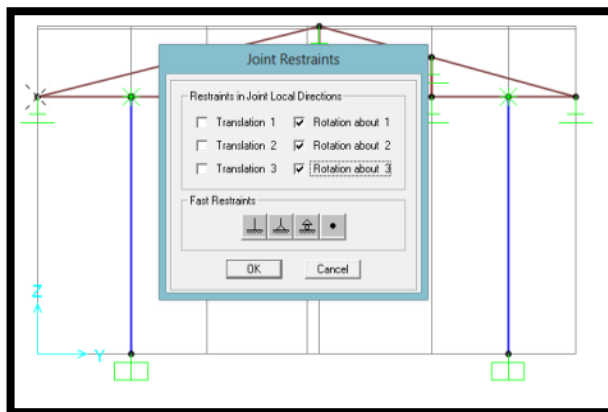 Joint Restraints
Restraints in Joint Local Directions
Translation 1 Rotation about 1
Translation 2 Rotation about 2
Translation 3 Rotation about 3
Fast Restraints
OK Cancel
Z
Y